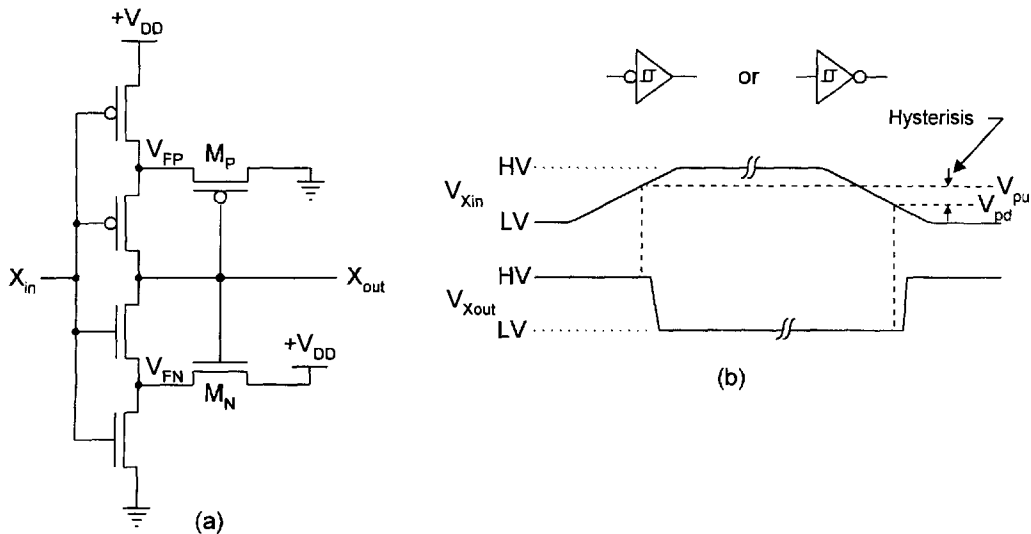 +V_DD
V_FP
M_P
X_in
X_out
V_FN
M_N
+V_DD
(a)
or
Hysterisis
V_Xin
HV
LV
V_pu
V_pd
V_Xout
HV
LV
(b)